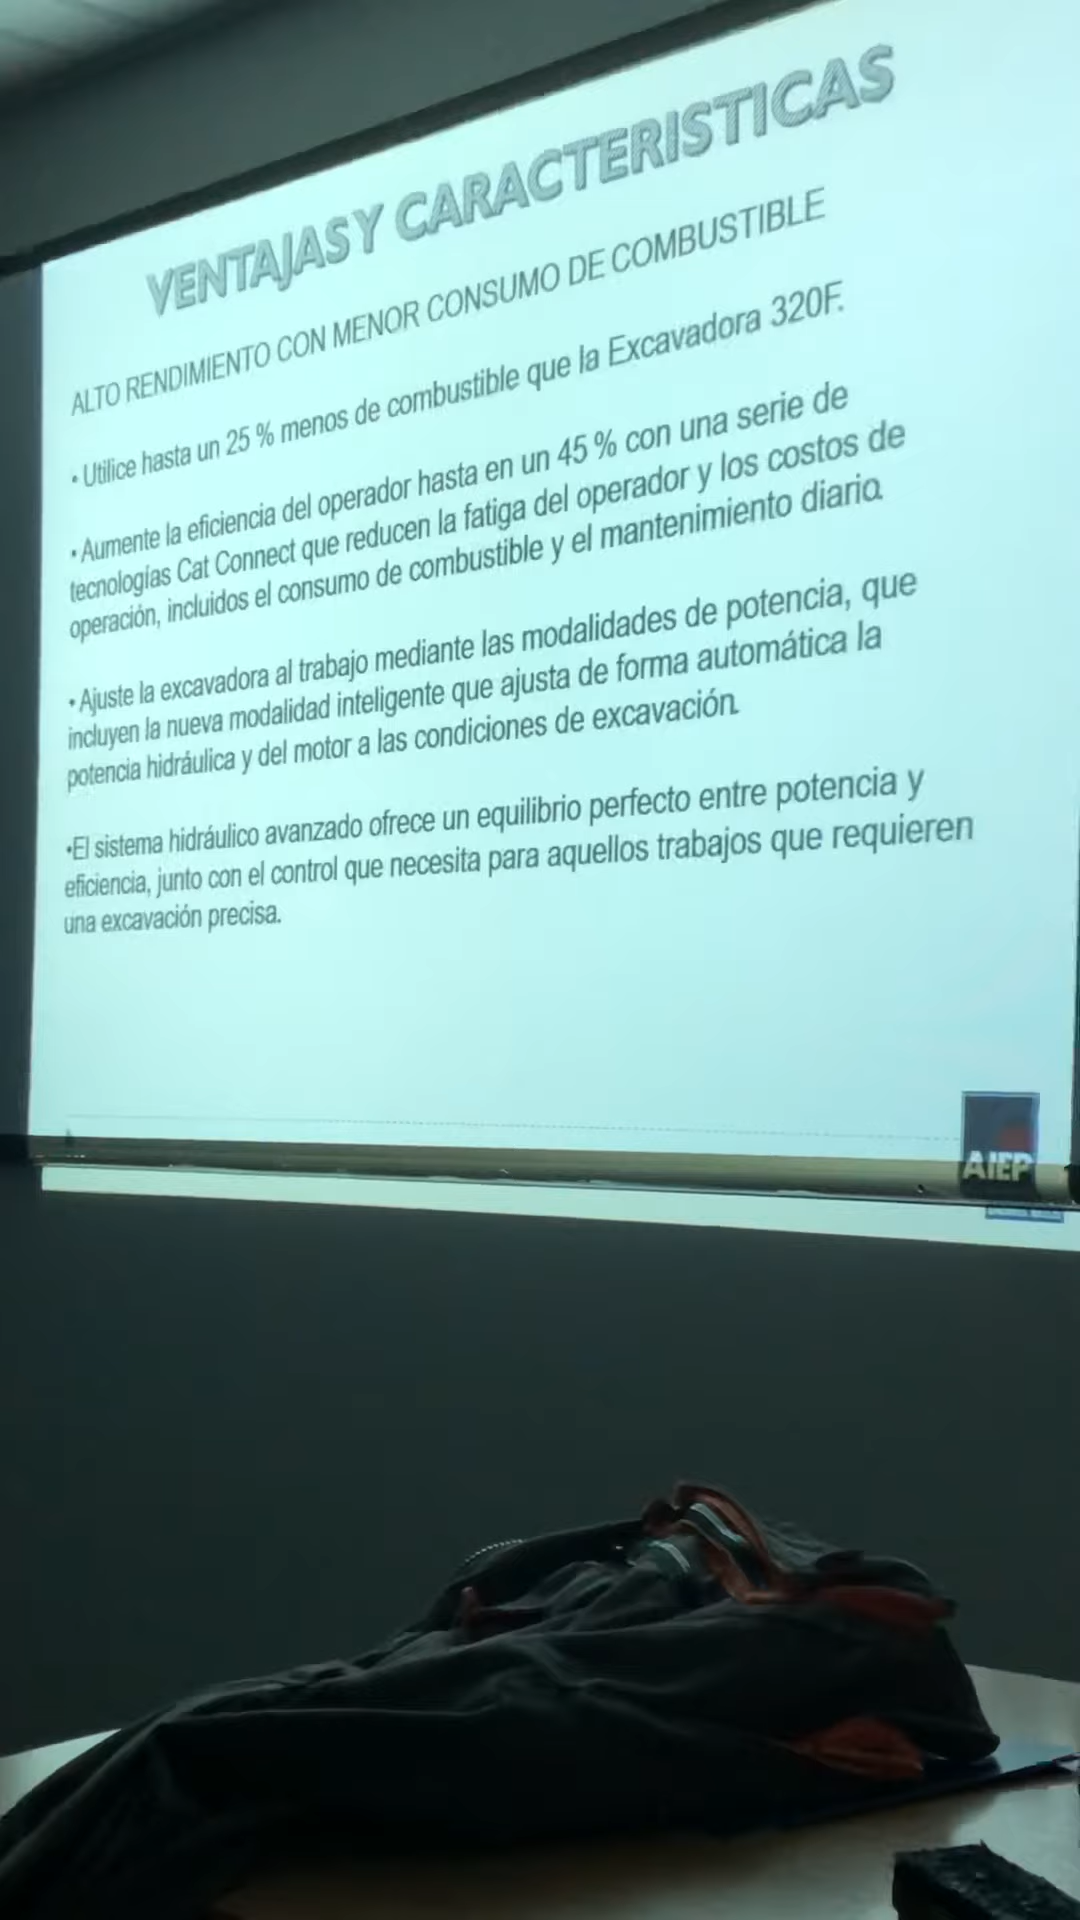 VENTAJAS Y CARACTERISTICAS
ALTO RENDIMIENTO CON MENOR CONSUMO DE COMBUSTIBLE
• Utilice hasta un 25 % menos de combustible que la Excavadora 320F.
• Aumente la eficiencia del operador hasta en un 45 % con una serie de
tecnologías Cat Connect que reducen la fatiga del operador y los costos de
operación, incluidos el consumo de combustible y el mantenimiento diario.
• Ajuste la excavadora al trabajo mediante las modalidades de potencia, que
incluyen la nueva modalidad inteligente que ajusta de forma automática la
potencia hidráulica y del motor a las condiciones de excavación.
•El sistema hidráulico avanzado ofrece un equilibrio perfecto entre potencia y
eficiencia, junto con el control que necesita para aquellos trabajos que requieren
una excavación precisa.
AIEP